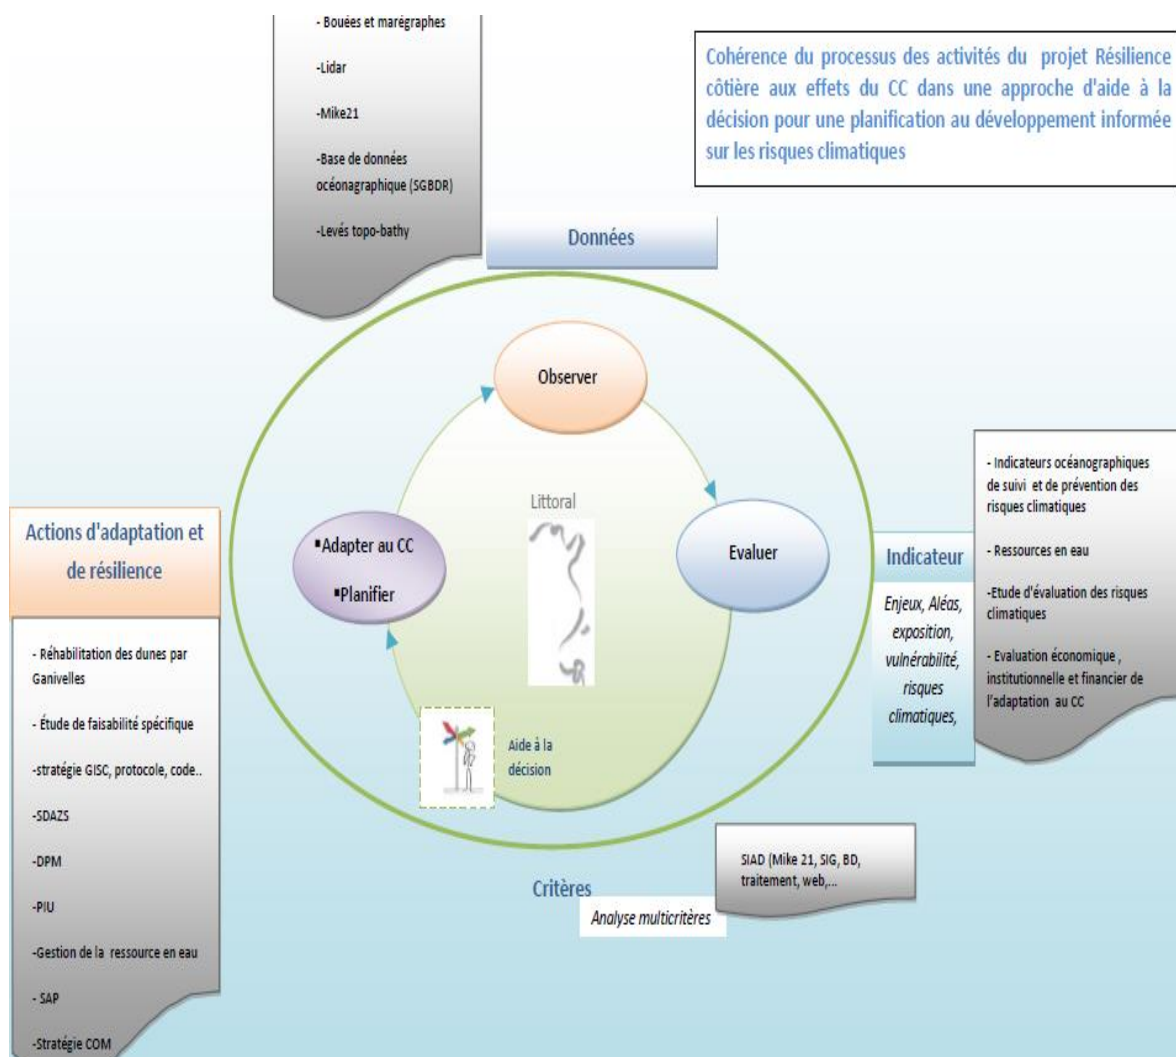 - Bouées et marégraphes
-Lidar
-Mike21
-Base de données
océonagraphique (SGBDR)
-Levés topo-bathy
Cohérence du processus des activités du projet Résilience
côtière aux effets du CC dans une approche d'aide à la
décision pour une planification au développement informée
sur les risques climatiques
Données
Observer
Littoral
▪Adapter au CC
▪Planifier
Evaluer
Aide à la
décision
Actions d'adaptation et
de résilience
- Réhabilitation des dunes par
Ganivelles
- Étude de faisabilité spécifique
-stratégie GISC, protocole, code..
-SDAZS
-DPM
-PIU
-Gestion de la ressource en eau
- SAP
-Stratégie COM
Indicateur
Enjeux, Aléas,
exposition,
vulnérabilité,
risques
climatiques,
- Indicateurs océanographiques
de suivi et de prévention des
risques climatiques
- Ressources en eau
-Etude d'évaluation des risques
climatiques
- Evaluation économique ,
institutionnelle et financier de
l'adaptation au CC
SIAD (Mike 21, SIG, BD,
traitement, web,...
Critères
Analyse multicritères